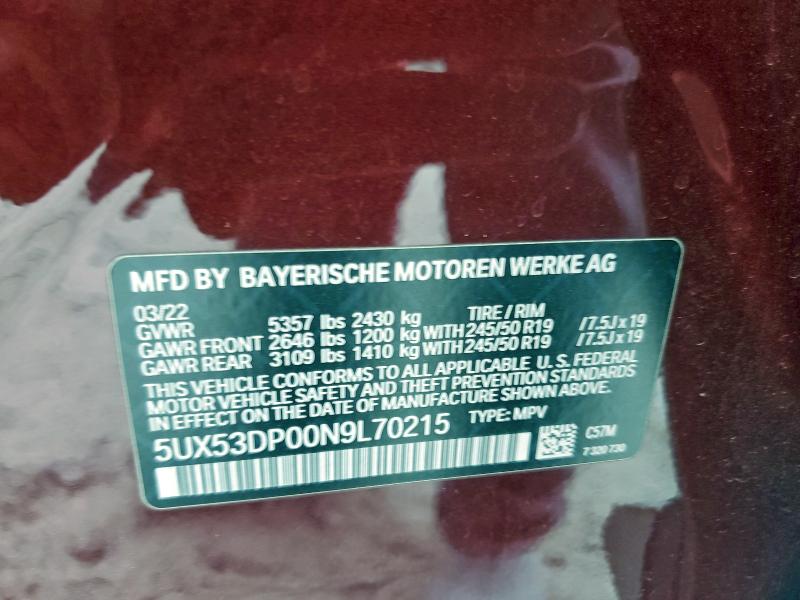 MFD BY BAYERISCHE MOTOREN WERKE AG
03/22 TIRE / RIM
GVWR 5357 lbs 2430 kg
GAWR FRONT 2646 lbs 1200 kg WITH 245/50 R19 / 7.5J x 19
GAWR REAR 3109 lbs 1410 kg WITH 245/50 R19 / 7.5J x 19
THIS VEHICLE CONFORMS TO ALL APPLICABLE U.S. FEDERAL
MOTOR VEHICLE SAFETY AND THEFT PREVENTION STANDARDS
IN EFFECT ON THE DATE OF MANUFACTURE SHOWN ABOVE.
5UX53DP00N9L70215 TYPE: MPV
C57M
7 320 730